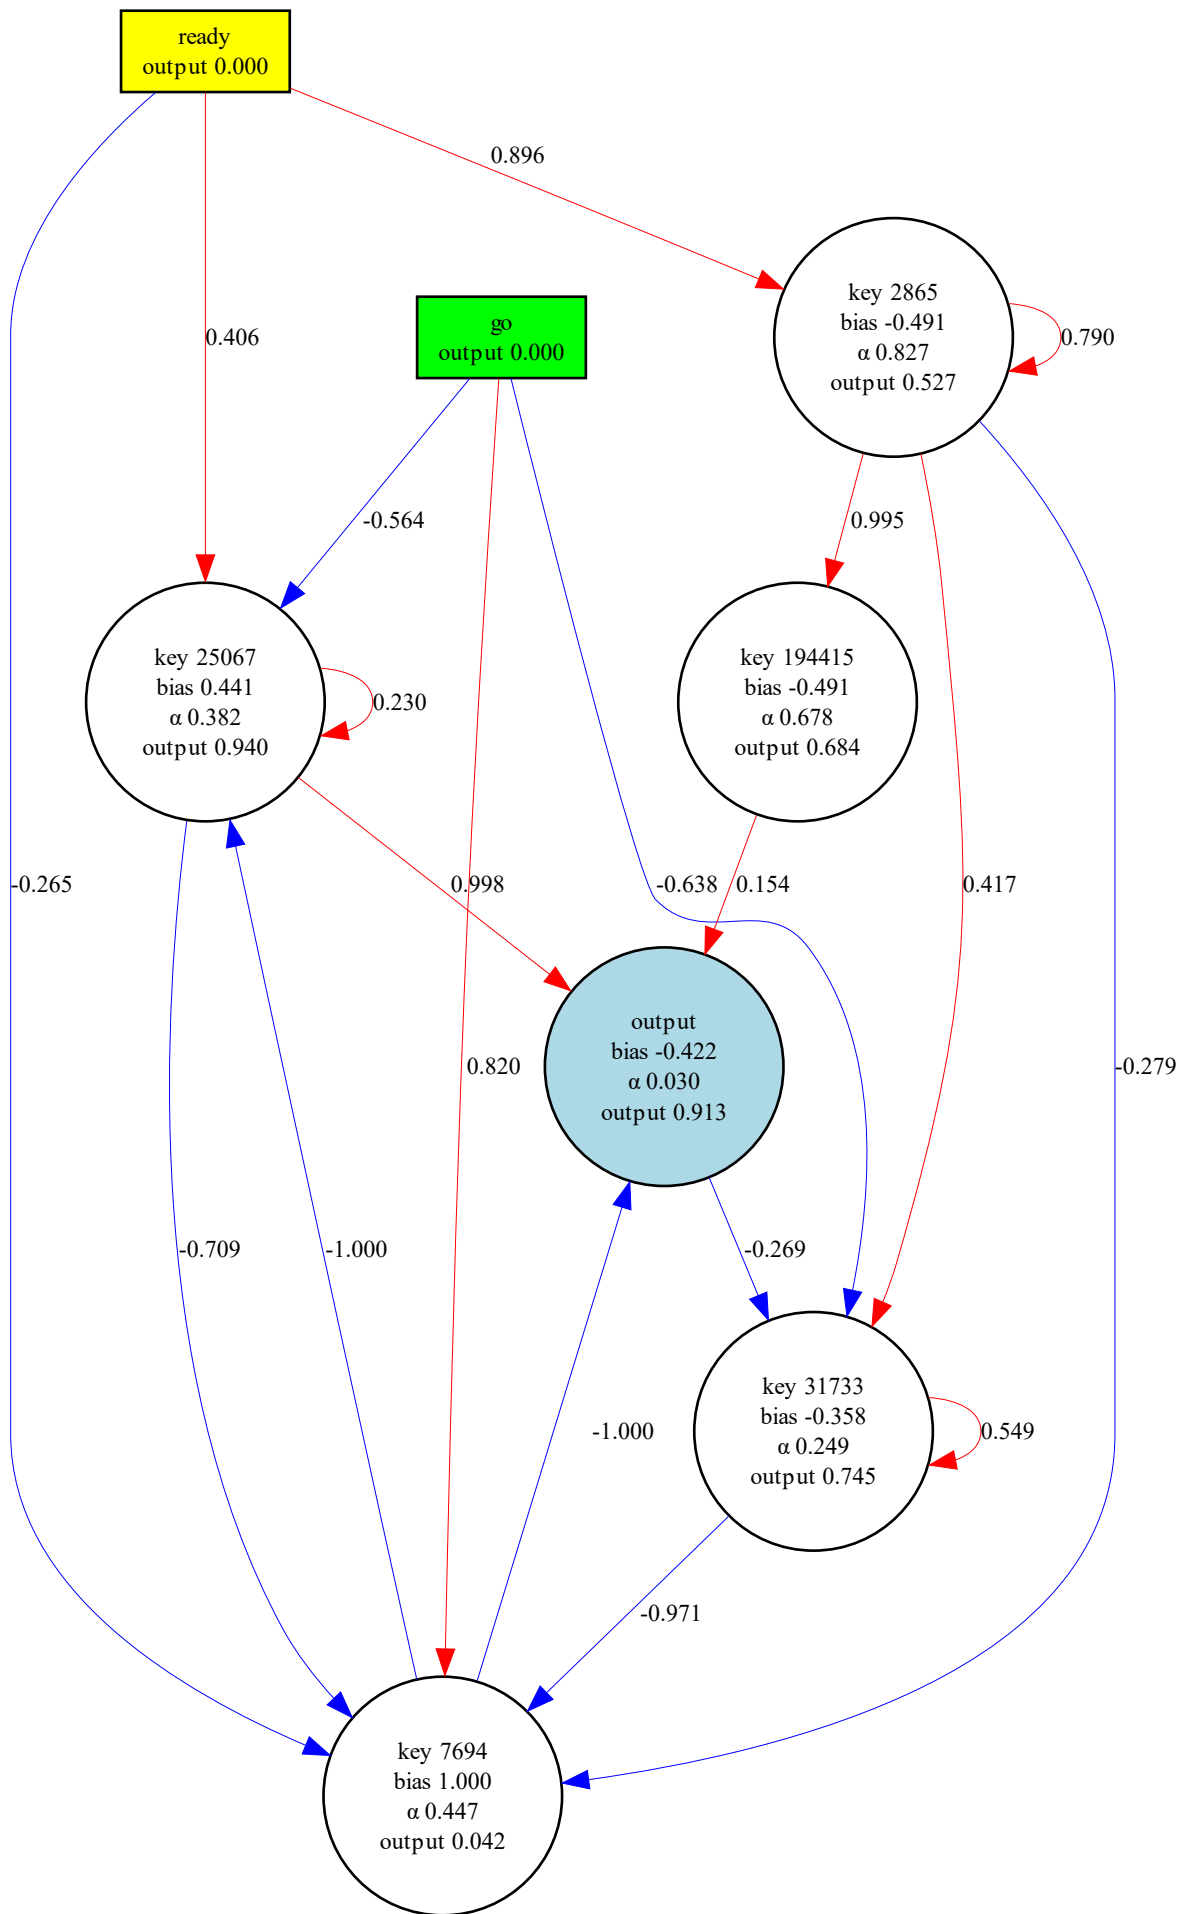 ready
output 0.000
0.896
key 2865
bias -0.491
α 0.827
output 0.527
0.790
go
output 0.000
0.406
-0.564
0.995
key 25067
bias 0.441
α 0.382
output 0.940
0.230
key 194415
bias -0.491
α 0.678
output 0.684
-0.265
0.998
-0.638
0.154
0.417
output
bias -0.422
α 0.030
output 0.913
0.820
-0.279
-0.709
-1.000
-0.269
key 31733
bias -0.358
α 0.249
output 0.745
-1.000
0.549
-0.971
key 7694
bias 1.000
α 0.447
output 0.042